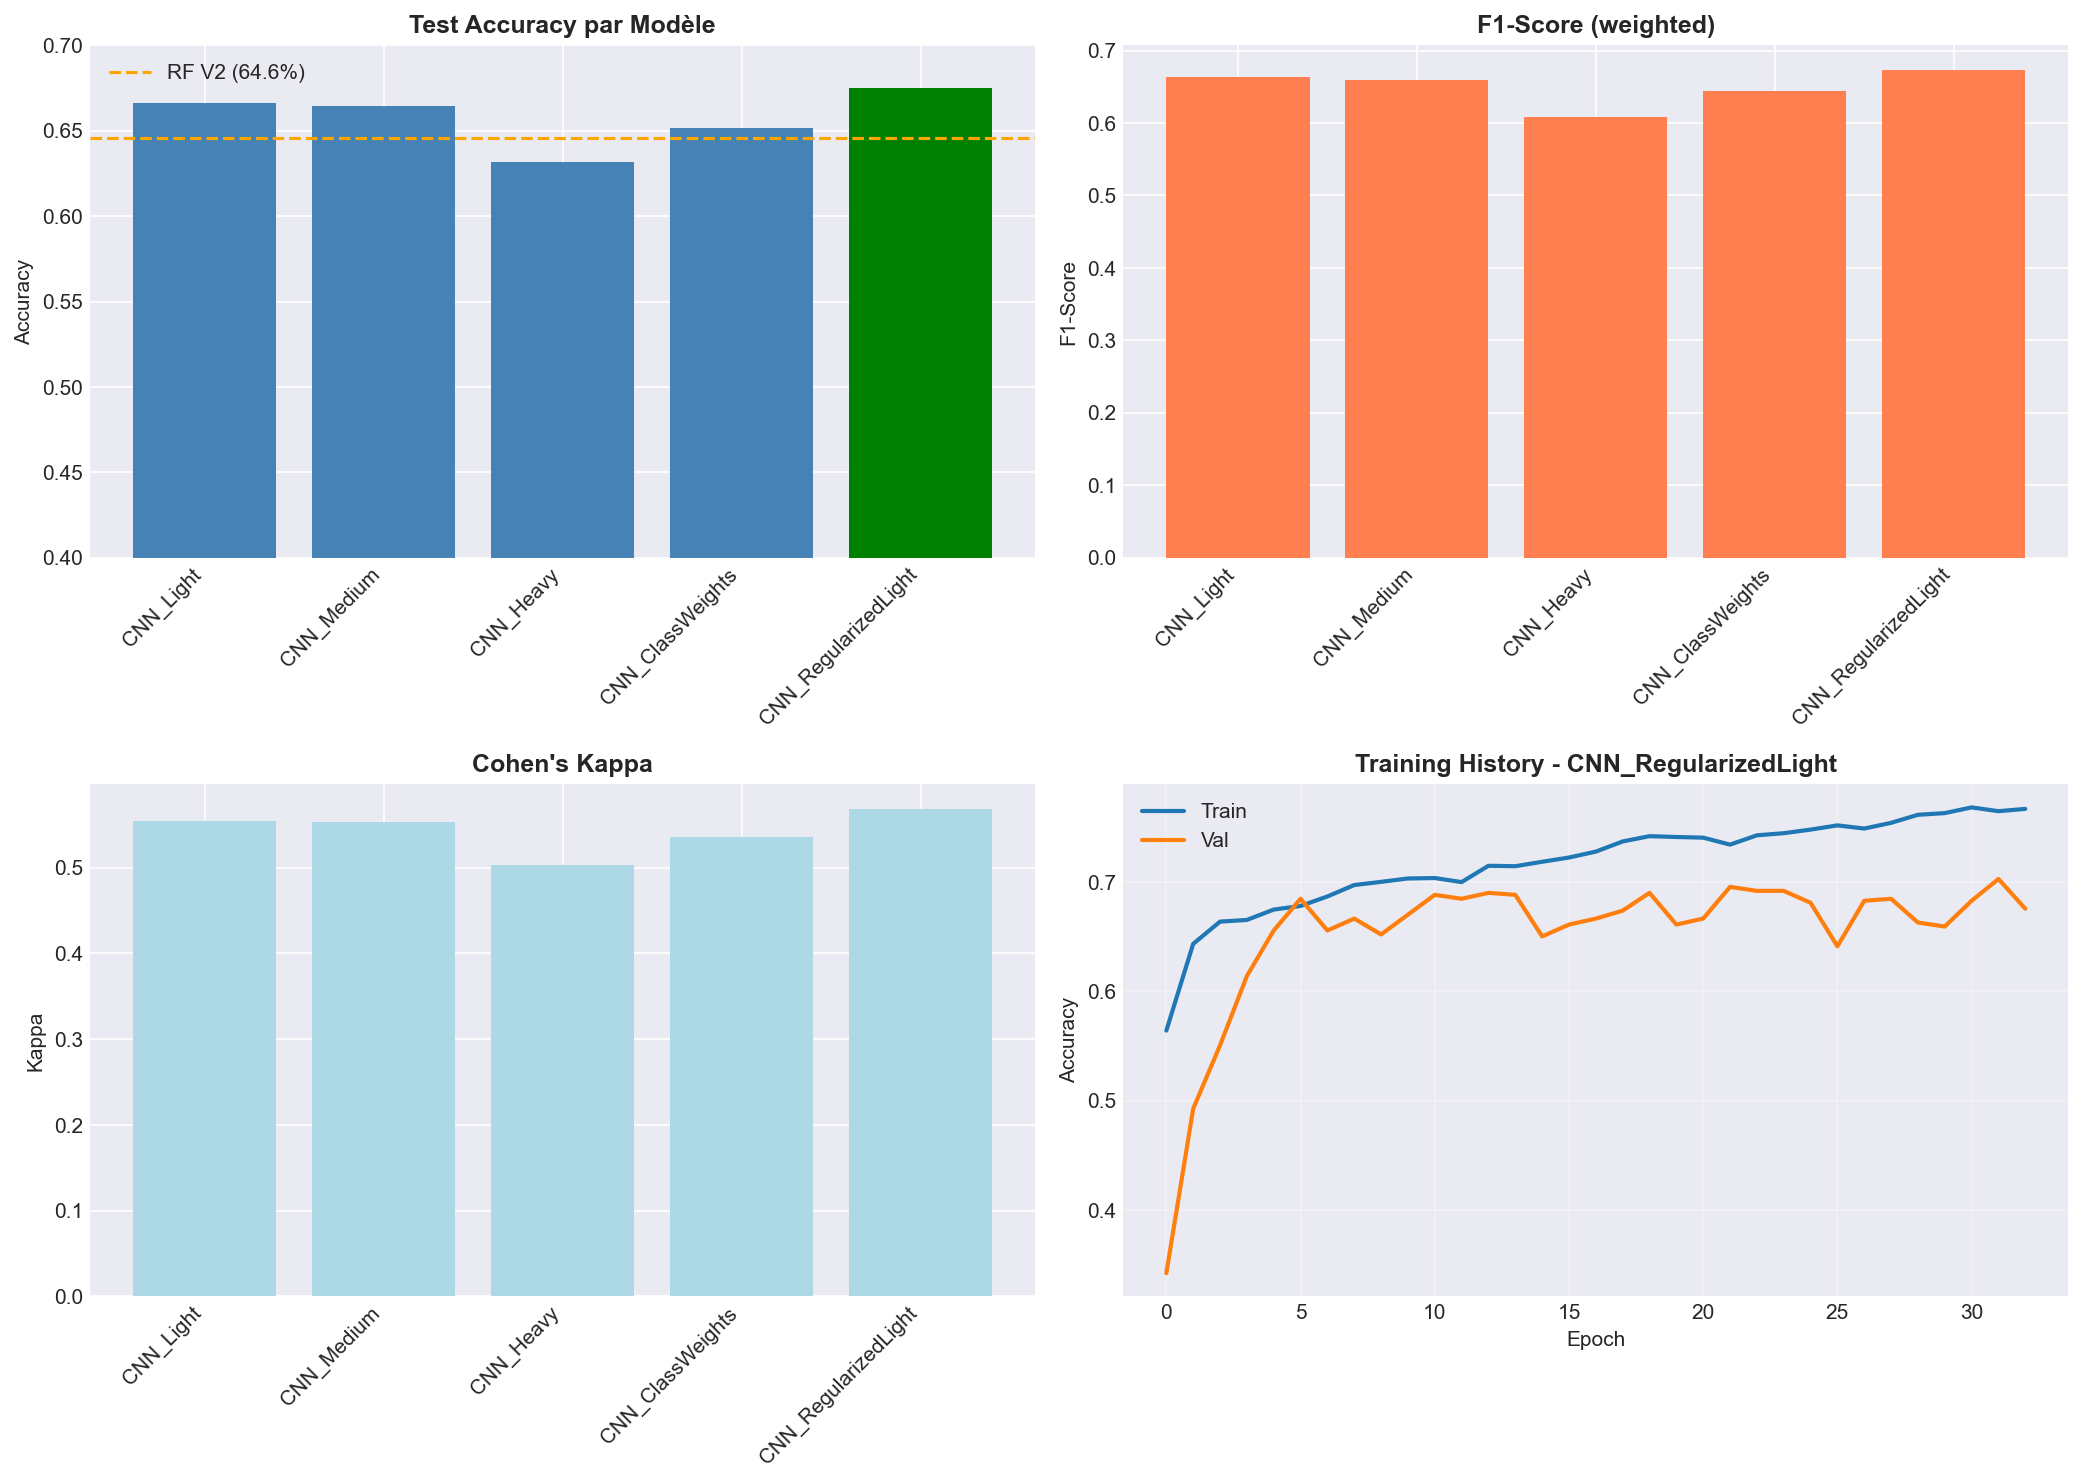 Test Accuracy par Modèle
RF V2 (64.6%)
Accuracy
0.70
0.65
0.60
0.55
0.50
0.45
0.40
CNN_Light
CNN_Medium
CNN_Heavy
CNN_ClassWeights
CNN_RegularizedLight
F1-Score (weighted)
F1-Score
0.7
0.6
0.5
0.4
0.3
0.2
0.1
0.0
CNN_Light
CNN_Medium
CNN_Heavy
CNN_ClassWeights
CNN_RegularizedLight
Cohen's Kappa
Kappa
0.5
0.4
0.3
0.2
0.1
0.0
CNN_Light
CNN_Medium
CNN_Heavy
CNN_ClassWeights
CNN_RegularizedLight
Training History - CNN_RegularizedLight
Train
Val
Accuracy
0.7
0.6
0.5
0.4
0 5 10 15 20 25 30
Epoch